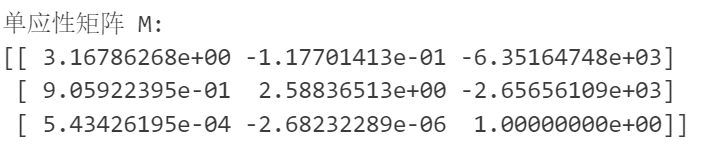 单应性矩阵 M:
[[ 3.16786268e+00 -1.17701413e-01 -6.35164748e+03]
 [ 9.05922395e-01  2.58836513e+00 -2.65656109e+03]
 [ 5.43426195e-04 -2.68232289e-06  1.00000000e+00]]